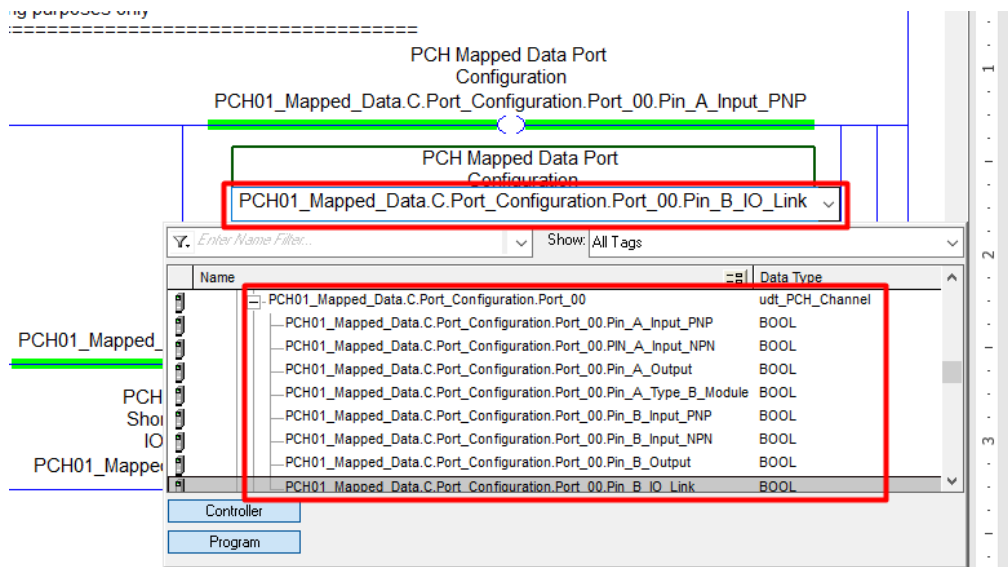 purposes only
=====================================
PCH Mapped Data Port
Configuration
PCH01_Mapped_Data.C.Port_Configuration.Port_00.Pin_A_Input_PNP
PCH Mapped Data Port
Configuration
PCH01_Mapped_Data.C.Port_Configuration.Port_00.Pin_B_IO_Link
Enter Name Filter...
Show: All Tags
Name Data Type
PCH01_Mapped_Data.C.Port_Configuration.Port_00 udt_PCH_Channel
PCH01_Mapped_Data.C.Port_Configuration.Port_00.Pin_A_Input_PNP BOOL
PCH01_Mapped_Data.C.Port_Configuration.Port_00.PIN_A_Input_NPN BOOL
PCH01_Mapped_Data.C.Port_Configuration.Port_00.Pin_A_Output BOOL
PCH01_Mapped_Data.C.Port_Configuration.Port_00.Pin_A_Type_B_Module BOOL
PCH01_Mapped_Data.C.Port_Configuration.Port_00.Pin_B_Input_PNP BOOL
PCH01_Mapped_Data.C.Port_Configuration.Port_00.Pin_B_Input_NPN BOOL
PCH01_Mapped_Data.C.Port_Configuration.Port_00.Pin_B_Output BOOL
PCH01_Mapped_Data.C.Port_Configuration.Port_00.Pin_B_IO_Link BOOL
Controller
Program
PCH01_Mapped_
PCH
Sho
IO
PCH01_Mappe
1
2
3